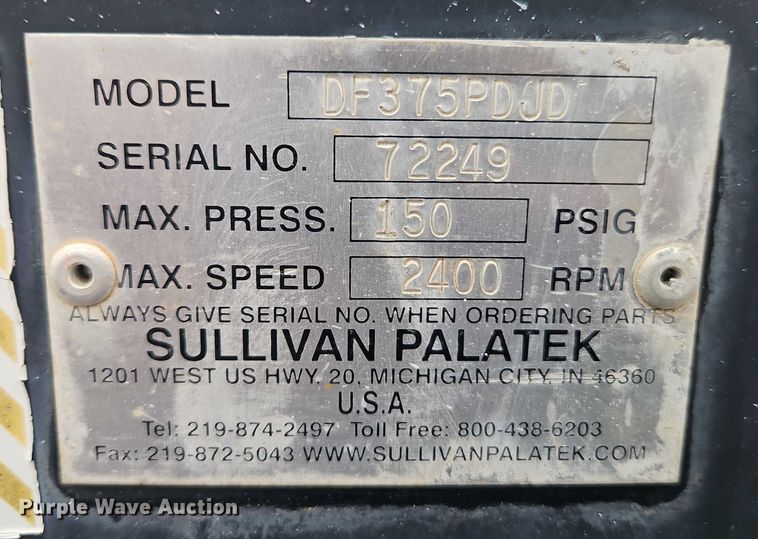 MODEL DF375PDJD
SERIAL NO. 72249
MAX. PRESS. 150 PSIG
MAX. SPEED 2400 RPM
ALWAYS GIVE SERIAL NO. WHEN ORDERING PARTS
SULLIVAN PALATEK
1201 WEST US HWY. 20, MICHIGAN CITY, IN 46360
U.S.A.
Tel: 219-874-2497 Toll Free: 800-438-6203
Fax: 219-872-5043 WWW.SULLIVANPALATEK.COM
Purple Wave Auction